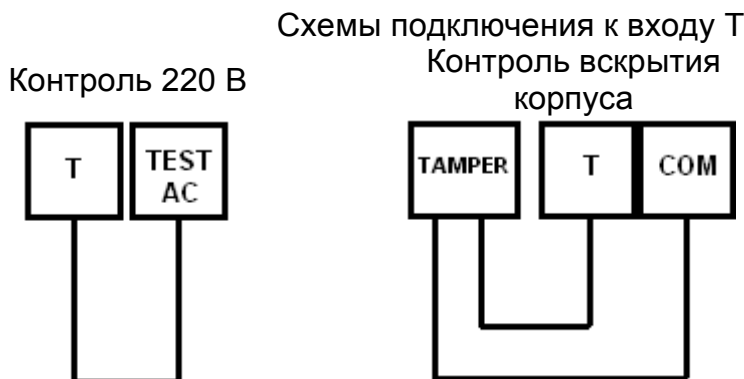 Схемы подключения к входу Т
Контроль 220 В
Контроль вскрытия
корпуса
T
TEST
AC
TAMPER
T
COM